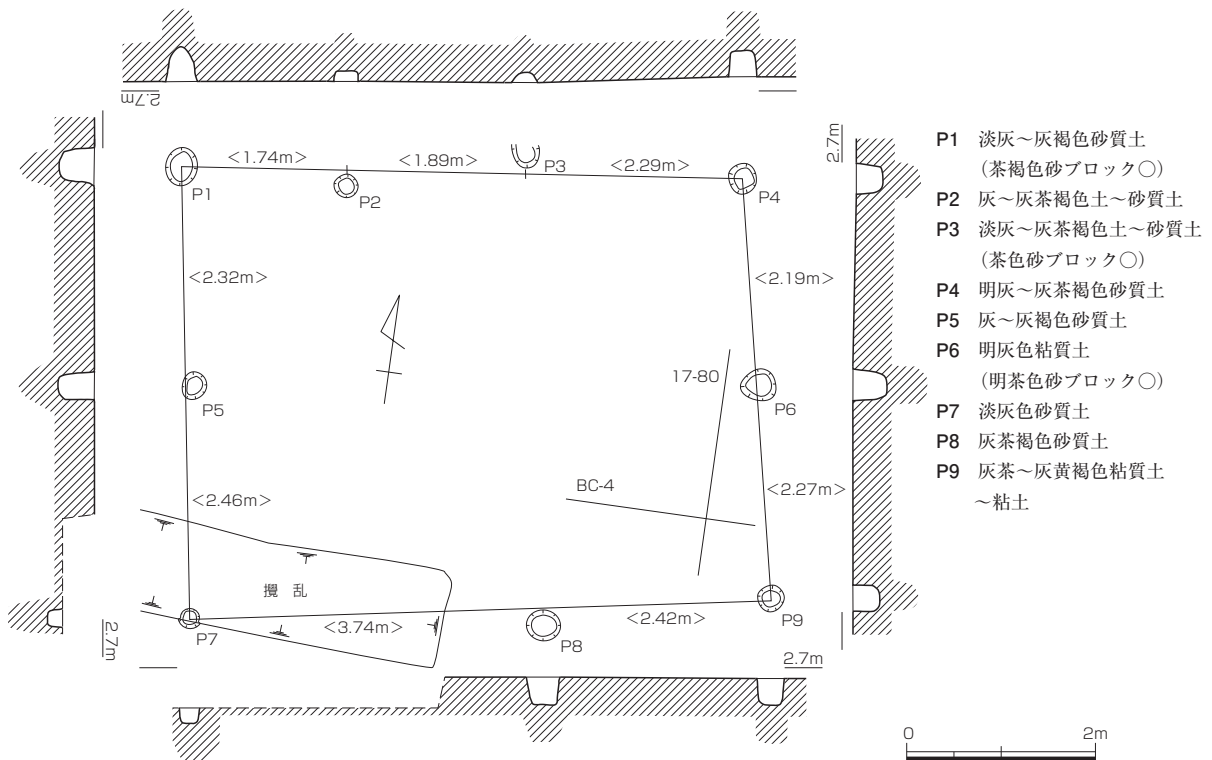 2.7m
2.7m
<1.74m>
<1.89m>
P3
<2.29m>
P1
P2
P4
<2.32m>
<2.19m>
17-80
P5
P6
BC-4
<2.46m>
<2.27m>
攪 乱
P7
<3.74m>
<2.42m>
P9
P8
2.7m
2.7m
0 2m
P1 淡灰～灰褐色砂質土
(茶褐色砂ブロック○)
P2 灰～灰茶褐色土～砂質土
P3 淡灰～灰茶褐色土～砂質土
(茶色砂ブロック○)
P4 明灰～灰茶褐色砂質土
P5 灰～灰褐色砂質土
P6 明灰色粘質土
(明茶色砂ブロック○)
P7 淡灰色砂質土
P8 灰茶褐色砂質土
P9 灰茶～灰黄褐色粘質土
～粘土